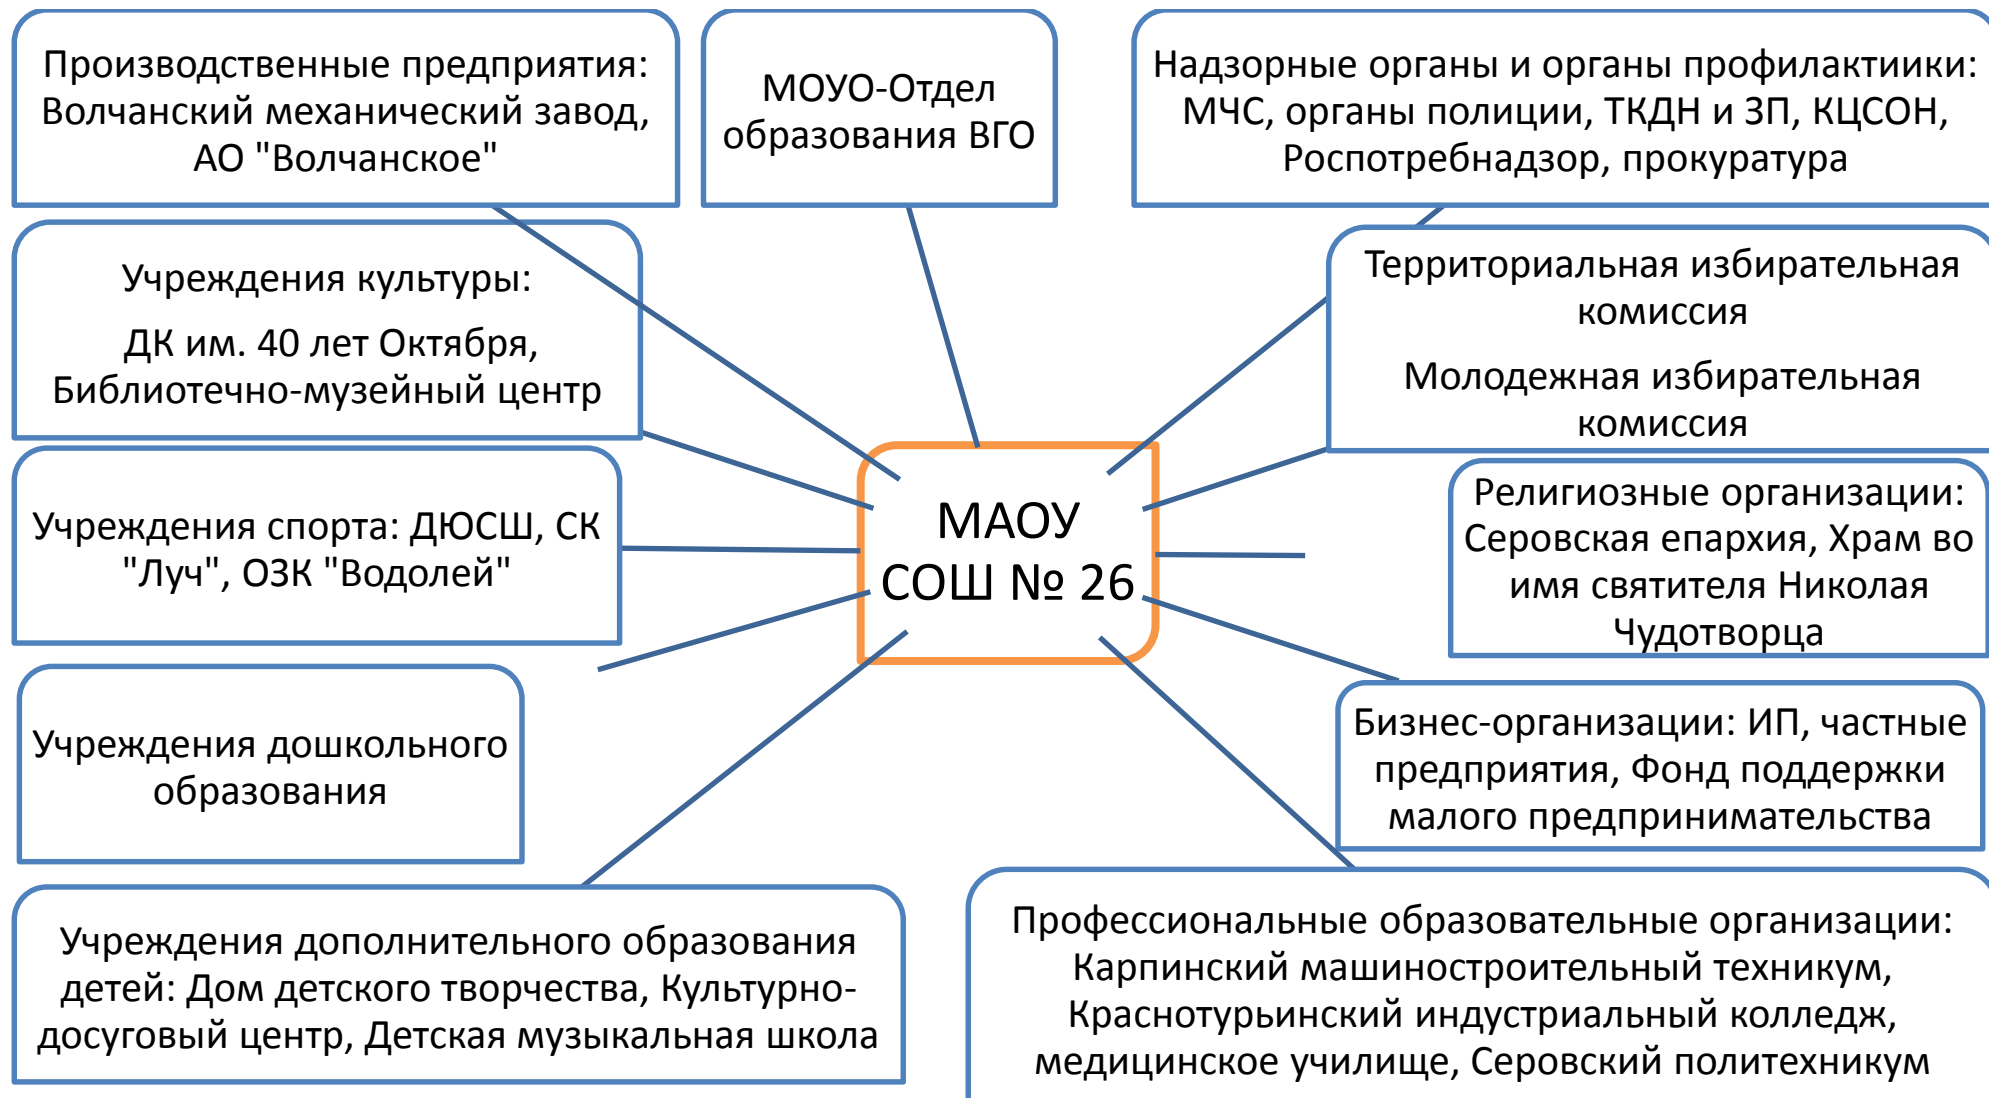 Производственные предприятия:
Волчанский механический завод,
АО "Волчанское"
МОУО-Отдел
образования ВГО
Надзорные органы и органы профилактиики:
МЧС, органы полиции, ТКДН и ЗП, КЦСОН,
Роспотребнадзор, прокуратура
Учреждения культуры:
ДК им. 40 лет Октября,
Библиотечно-музейный центр
Территориальная избирательная
комиссия
Молодежная избирательная
комиссия
МАОУ
СОШ № 26
Учреждения спорта: ДЮСШ, СК
"Луч", ОЗК "Водолей"
Религиозные организации:
Серовская епархия, Храм во
имя святителя Николая
Чудотворца
Учреждения дошкольного
образования
Бизнес-организации: ИП, частные
предприятия, Фонд поддержки
малого предпринимательства
Учреждения дополнительного образования
детей: Дом детского творчества, Культурно-
досуговый центр, Детская музыкальная школа
Профессиональные образовательные организации:
Карпинский машиностроительный техникум,
Краснотурьинский индустриальный колледж,
медицинское училище, Серовский политехникум